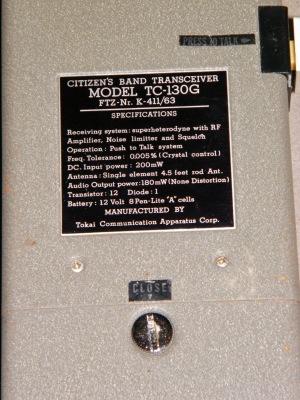 PRESS TO TALK
CITIZEN'S BAND TRANSCEIVER
MODEL TC-130G
FTZ-Nr. K-411/63
SPECIFICATIONS
Receiving system: superheterodyne with RF
Amplifier, Noise limitter and Squelch
Operation: Push to Talk system
Freq. Tolerance: 0.005% (Crystal control)
DC. Input power: 200mW
Antenna: Single element 4.5 feet rod Ant.
Audio Output power: 180mW (None Distortion)
Transistor: 12 Diode: 1
Battery: 12 Volt 8 Pen-Lite "A" cells
MANUFACTURED BY
Tokai Communication Apparatus Corp.
CLOSE